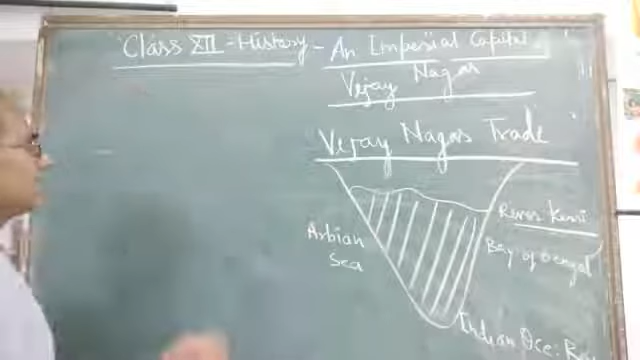 Class XII - History - An Imperial Capital
Vejay Nagar
Vejay Nagar Trade
Arbian
Sea
River
Bay of Bengal
Indian Oce: